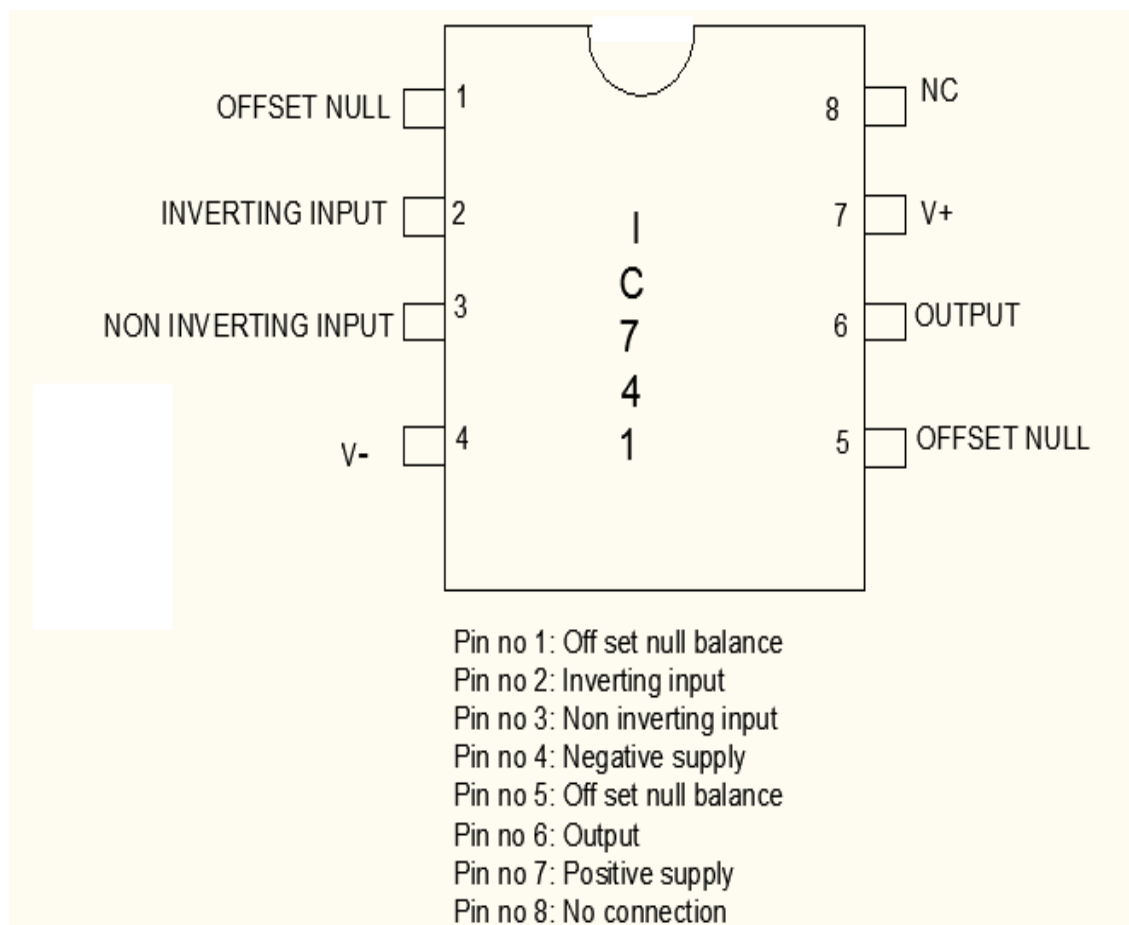 OFFSET NULL
1
INVERTING INPUT
2
NON INVERTING INPUT
3
V-
4
I
C
7
4
1
8
NC
7
V+
6
OUTPUT
5
OFFSET NULL
Pin no 1: Off set null balance
Pin no 2: Inverting input
Pin no 3: Non inverting input
Pin no 4: Negative supply
Pin no 5: Off set null balance
Pin no 6: Output
Pin no 7: Positive supply
Pin no 8: No connection